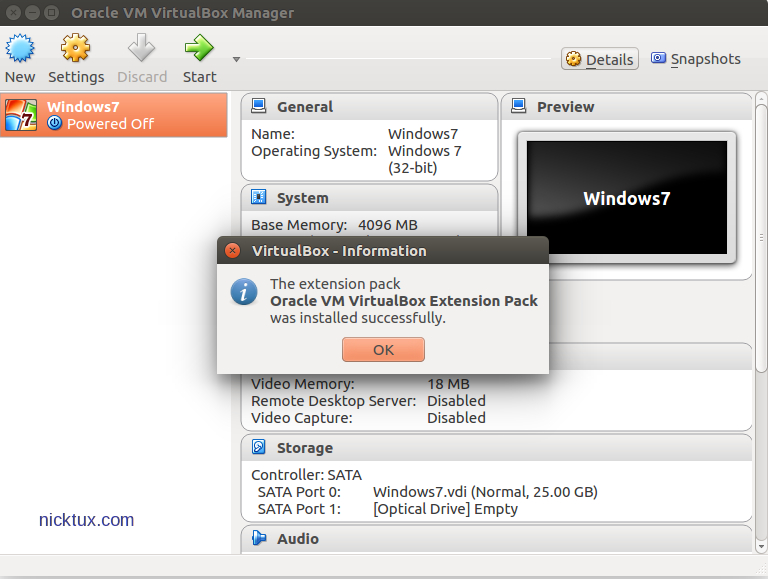 Oracle VM VirtualBox Manager
New Settings Discard Start Details Snapshots
Windows7
Powered Off
General
Name: Windows7
Operating System: Windows 7
(32-bit)
System
Base Memory: 4096 MB
Preview
Windows7
VirtualBox - Information
The extension pack
Oracle VM VirtualBox Extension Pack
was installed successfully.
OK
Video Memory: 18 MB
Remote Desktop Server: Disabled
Video Capture: Disabled
Storage
Controller: SATA
SATA Port 0: Windows7.vdi (Normal, 25.00 GB)
SATA Port 1: [Optical Drive] Empty
Audio
nicktux.com